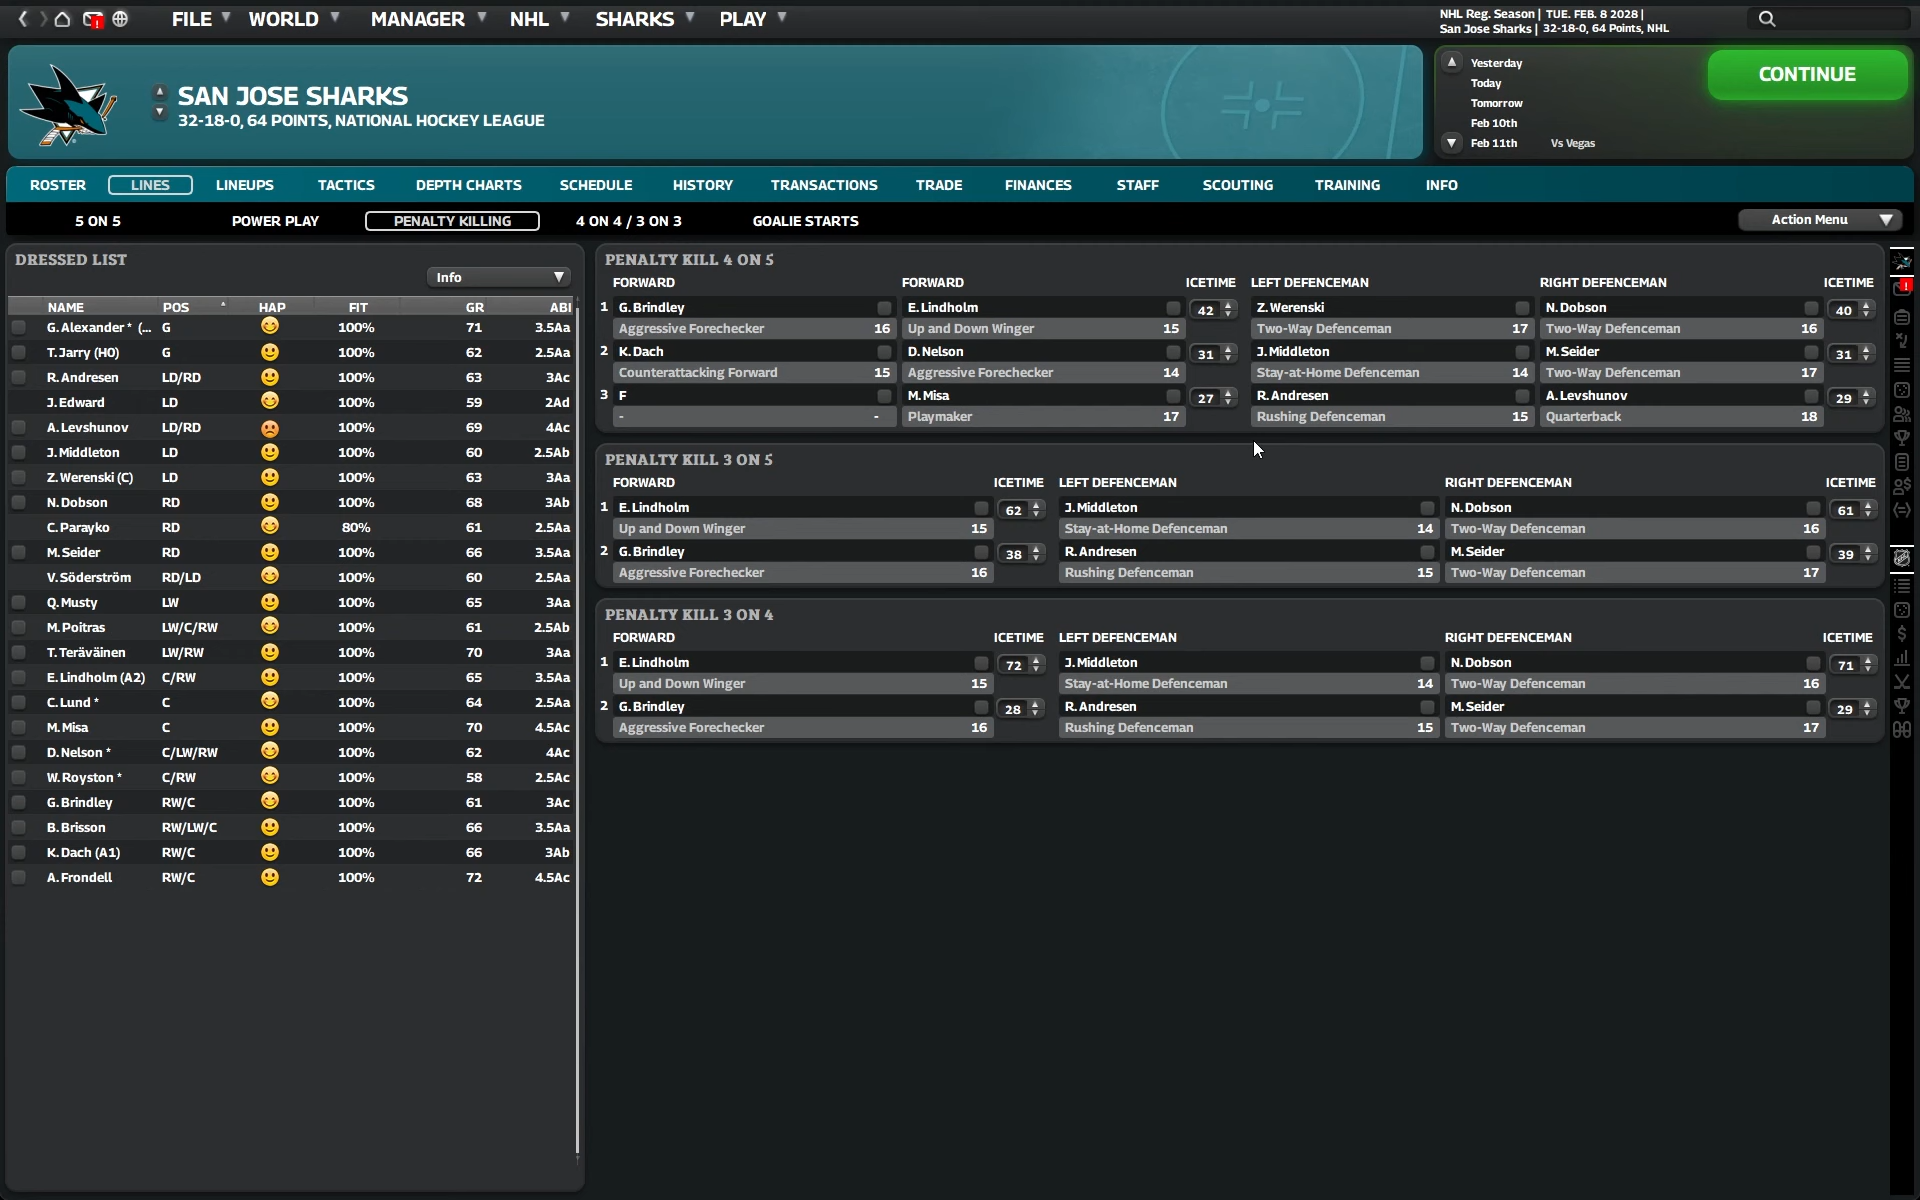 FILE WORLD MANAGER NHL SHARKS PLAY
NHL Reg. Season | TUE. FEB. 8 2028 |
San Jose Sharks | 32-18-0, 64 Points, NHL
SAN JOSE SHARKS
32-18-0, 64 POINTS, NATIONAL HOCKEY LEAGUE
Yesterday
Today
Tomorrow
Feb 10th
Feb 11th Vs Vegas
CONTINUE
ROSTER LINES LINEUPS TACTICS DEPTH CHARTS SCHEDULE HISTORY TRANSACTIONS TRADE FINANCES STAFF SCOUTING TRAINING INFO
5 ON 5 POWER PLAY PENALTY KILLING 4 ON 4 / 3 ON 3 GOALIE STARTS
Action Menu
DRESSED LIST
Info
NAME POS HAP FIT GR ABI
G. Alexander * (... G 100% 71 3.5Aa
T. Jarry (HO) G 100% 62 2.5Aa
R. Andresen LD/RD 100% 63 3Ac
J. Edward LD 100% 59 2Ad
A. Levshunov LD/RD 100% 69 4Ac
J. Middleton LD 100% 60 2.5Ab
Z. Werenski (C) LD 100% 63 3Aa
N. Dobson RD 100% 68 3Ab
C. Parayko RD 80% 61 2.5Aa
M. Seider RD 100% 66 3.5Aa
V. Söderström RD/LD 100% 60 2.5Aa
Q. Musty LW 100% 65 3Aa
M. Poitras LW/C/RW 100% 61 2.5Ab
T. Teräväinen LW/RW 100% 70 3Aa
E. Lindholm (A2) C/RW 100% 65 3.5Aa
C. Lund * C 100% 64 2.5Aa
M. Misa C 100% 70 4.5Ac
D. Nelson * C/LW/RW 100% 62 4Ac
W. Royston * C/RW 100% 58 2.5Ac
G. Brindley RW/C 100% 61 3Ac
B. Brisson RW/LW/C 100% 66 3.5Aa
K. Dach (A1) RW/C 100% 66 3Ab
A. Frondell RW/C 100% 72 4.5Ac
PENALTY KILL 4 ON 5
FORWARD FORWARD ICETIME LEFT DEFENCEMAN RIGHT DEFENCEMAN ICETIME
1 G. Brindley E. Lindholm 42 Z. Werenski N. Dobson 40
Aggressive Forechecker 16 Up and Down Winger 15 Two-Way Defenceman 17 Two-Way Defenceman 16
2 K. Dach D. Nelson 31 J. Middleton M. Seider 31
Counterattacking Forward 15 Aggressive Forechecker 14 Stay-at-Home Defenceman 14 Two-Way Defenceman 17
3 F M. Misa 27 R. Andresen A. Levshunov 29
- - Playmaker 17 Rushing Defenceman 15 Quarterback 18
PENALTY KILL 3 ON 5
FORWARD ICETIME LEFT DEFENCEMAN RIGHT DEFENCEMAN ICETIME
1 E. Lindholm 62 J. Middleton N. Dobson 61
Up and Down Winger 15 Stay-at-Home Defenceman 14 Two-Way Defenceman 16
2 G. Brindley 38 R. Andresen M. Seider 39
Aggressive Forechecker 16 Rushing Defenceman 15 Two-Way Defenceman 17
PENALTY KILL 3 ON 4
FORWARD ICETIME LEFT DEFENCEMAN RIGHT DEFENCEMAN ICETIME
1 E. Lindholm 72 J. Middleton N. Dobson 71
Up and Down Winger 15 Stay-at-Home Defenceman 14 Two-Way Defenceman 16
2 G. Brindley 28 R. Andresen M. Seider 29
Aggressive Forechecker 16 Rushing Defenceman 15 Two-Way Defenceman 17